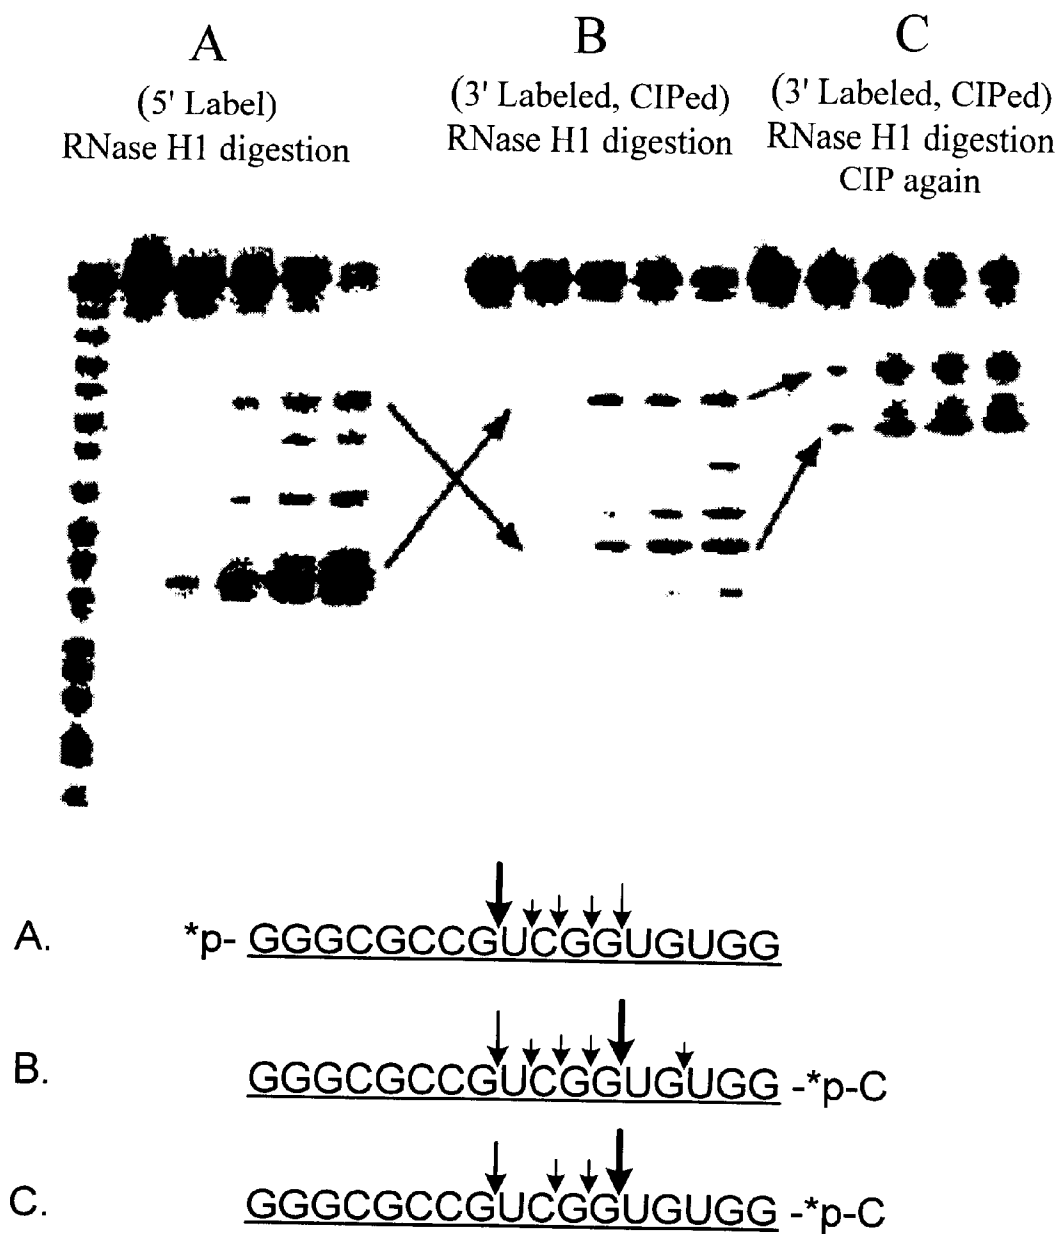 A
(5' Label)
RNase H1 digestion
B
(3' Labeled, CIPed)
RNase H1 digestion
C
(3' Labeled, CIPed)
RNase H1 digestion
CIP again
A. *p- GGGCGCCGUCGGUGUGG
B. GGGCGCCGUCGGUGUGG -*p-C
C. GGGCGCCGUCGGUGUGG -*p-C